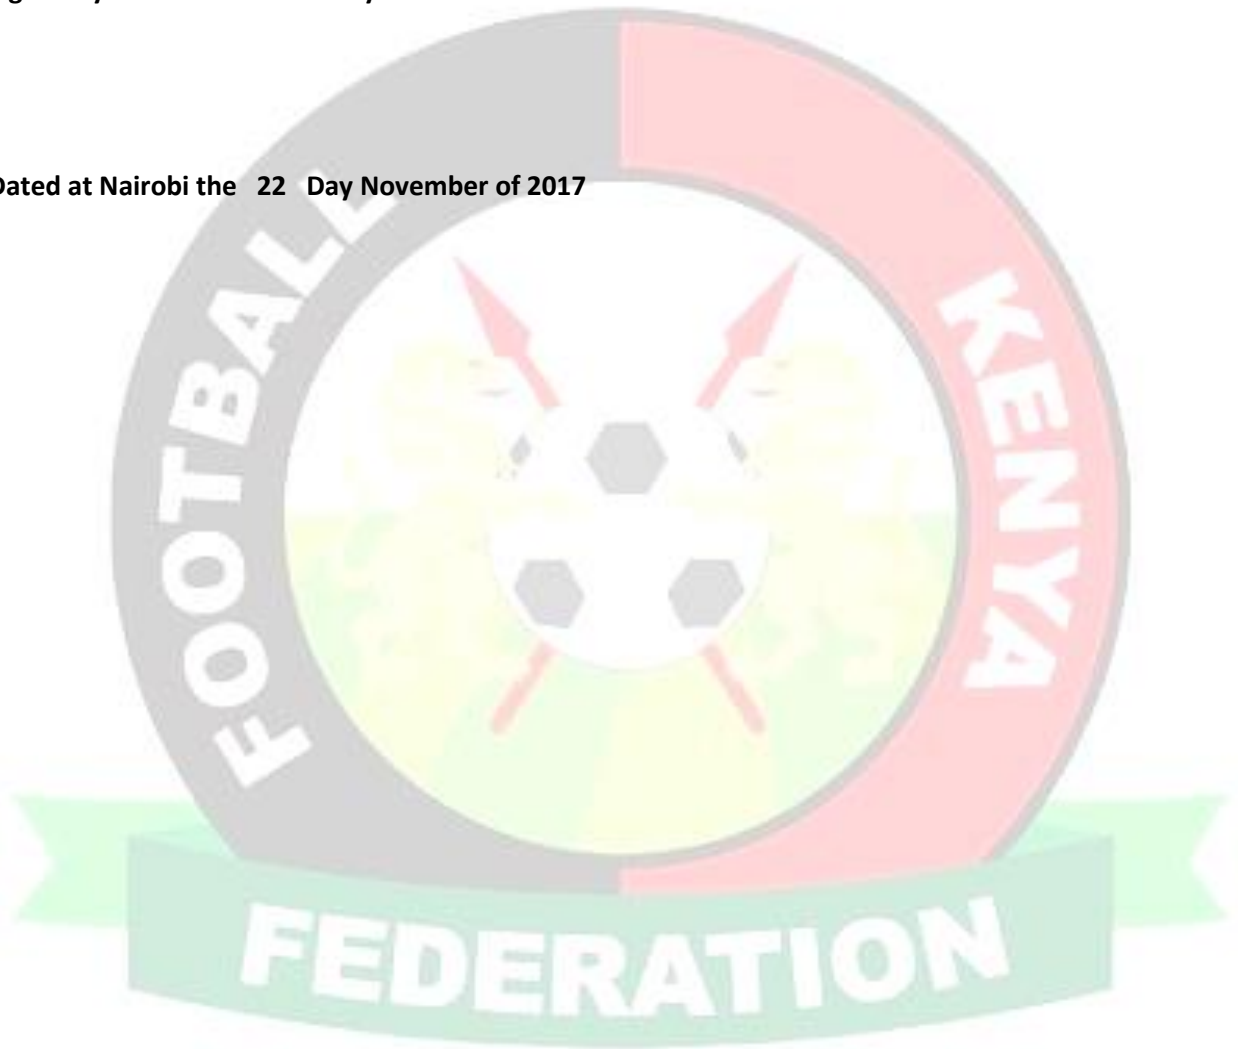 Dated at Nairobi the 22 Day November of 2017
FOOTBALL
KENYA
FEDERATION